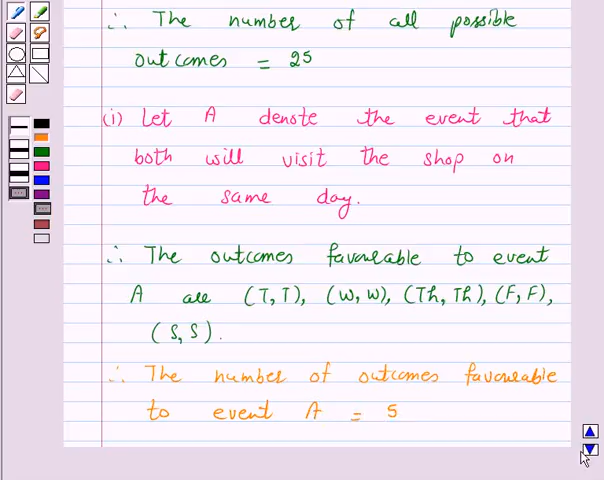 ∴ The number of all possible
outcomes = 25
(i) Let A denote the event that
both will visit the shop on
the same day.
∴ The outcomes favourable to event
A are (T, T), (W, W), (Th, Th), (F, F),
(S, S).
∴ The number of outcomes favourable
to event A = 5